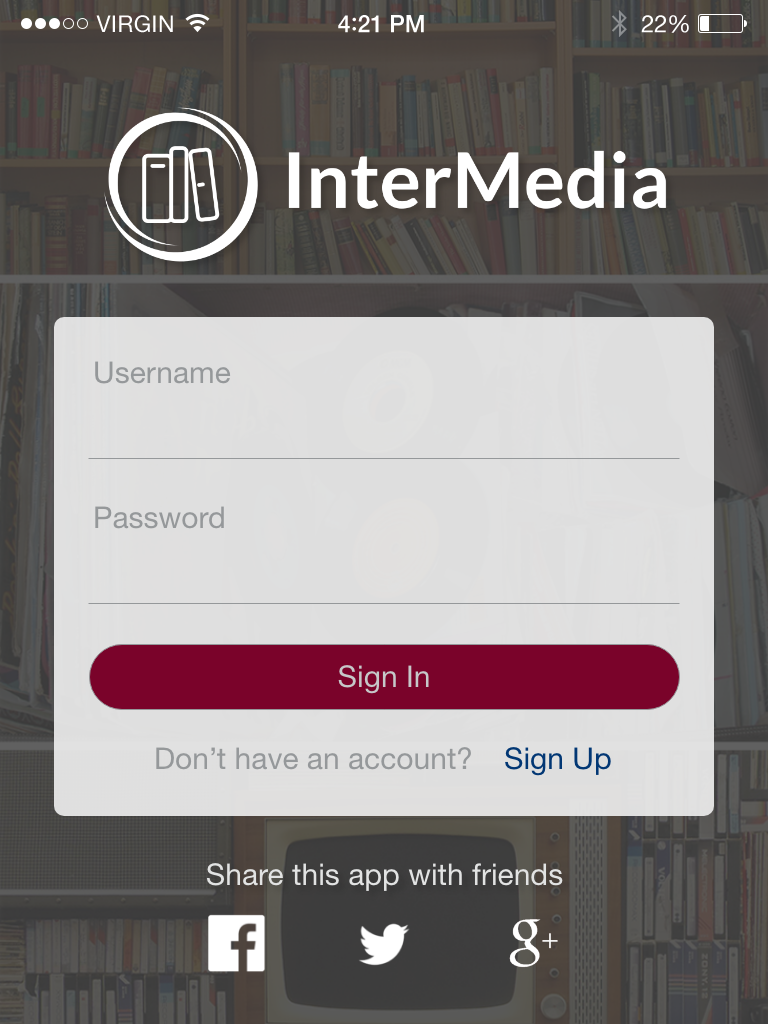 VIRGIN 4:21 PM 22%
InterMedia
Username
Password
Sign In
Don’t have an account? Sign Up
Share this app with friends
g+